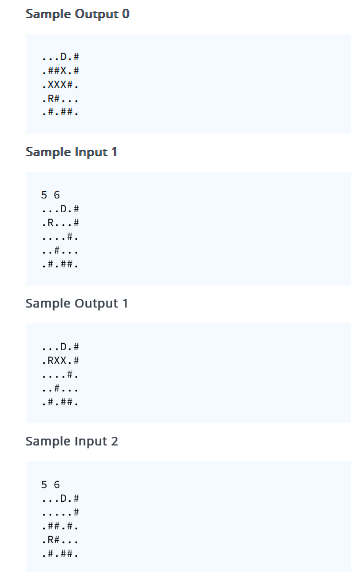 Sample Output 0
...D.#
.##X.#
.XXX#.
.R#...
.#.##.
Sample Input 1
5 6
...D.#
.R...#
....#.
..#...
.#.##.
Sample Output 1
...D.#
.RXX.#
....#.
..#...
.#.##.
Sample Input 2
5 6
...D.#
.....#
.##.#.
.R#...
.#.##.